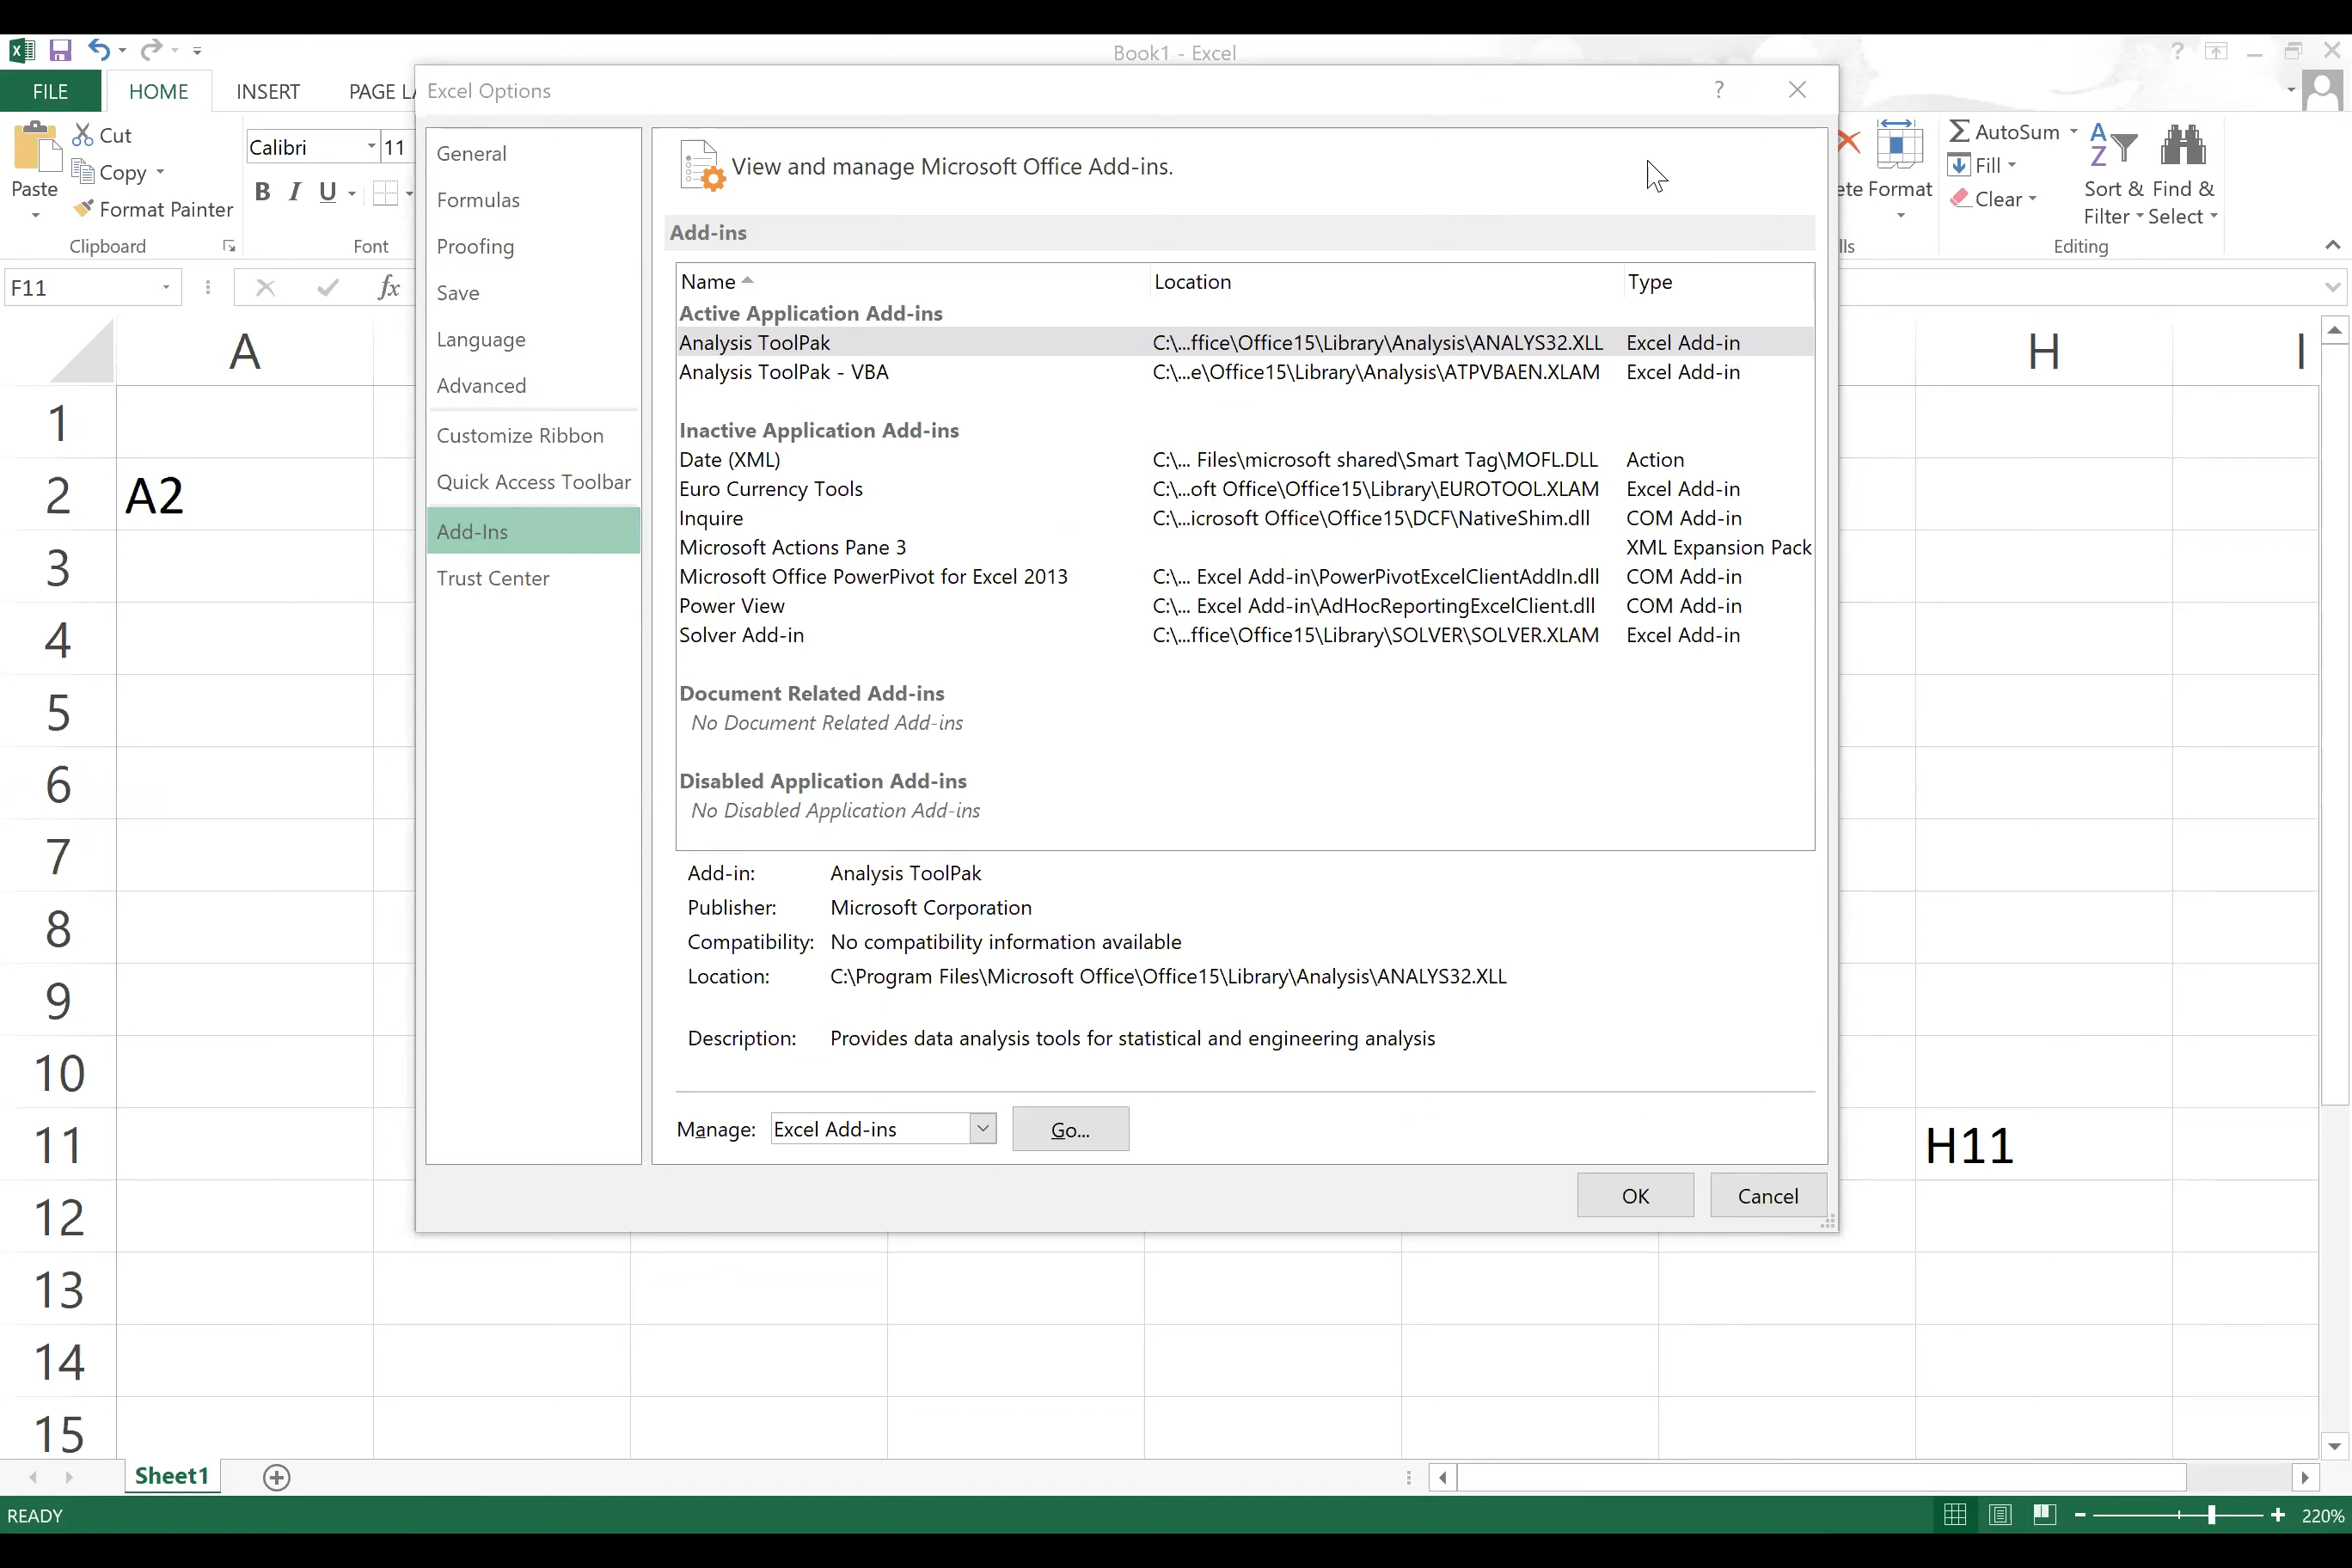 Book1 - Excel
?
FILE HOME INSERT PAGE LA
Excel Options
?
Cut
Copy
Format Painter
Paste
Clipboard
Calibri 11
B I U
Font
ete Format
lls
AutoSum
Fill
Clear
Sort & Filter
Find & Select
Editing
F11
fx
General
Formulas
Proofing
Save
Language
Advanced
Customize Ribbon
Quick Access Toolbar
Add-Ins
Trust Center
View and manage Microsoft Office Add-ins.
Add-ins
Name Location Type
Active Application Add-ins
Analysis ToolPak C:\...ffice\Office15\Library\Analysis\ANALYS32.XLL Excel Add-in
Analysis ToolPak - VBA C:\...e\Office15\Library\Analysis\ATPVBAEN.XLAM Excel Add-in
Inactive Application Add-ins
Date (XML) C:\... Files\microsoft shared\Smart Tag\MOFL.DLL Action
Euro Currency Tools C:\...oft Office\Office15\Library\EUROTOOL.XLAM Excel Add-in
Inquire C:\...icrosoft Office\Office15\DCF\NativeShim.dll COM Add-in
Microsoft Actions Pane 3 XML Expansion Pack
Microsoft Office PowerPivot for Excel 2013 C:\... Excel Add-in\PowerPivotExcelClientAddIn.dll COM Add-in
Power View C:\... Excel Add-in\AdHocReportingExcelClient.dll COM Add-in
Solver Add-in C:\...ffice\Office15\Library\SOLVER\SOLVER.XLAM Excel Add-in
Document Related Add-ins
No Document Related Add-ins
Disabled Application Add-ins
No Disabled Application Add-ins
Add-in: Analysis ToolPak
Publisher: Microsoft Corporation
Compatibility: No compatibility information available
Location: C:\Program Files\Microsoft Office\Office15\Library\Analysis\ANALYS32.XLL
Description: Provides data analysis tools for statistical and engineering analysis
Manage: Excel Add-ins Go...
OK Cancel
A H I
1
2 A2
3
4
5
6
7
8
9
10
11 H11
12
13
14
15
Sheet1
READY 220%